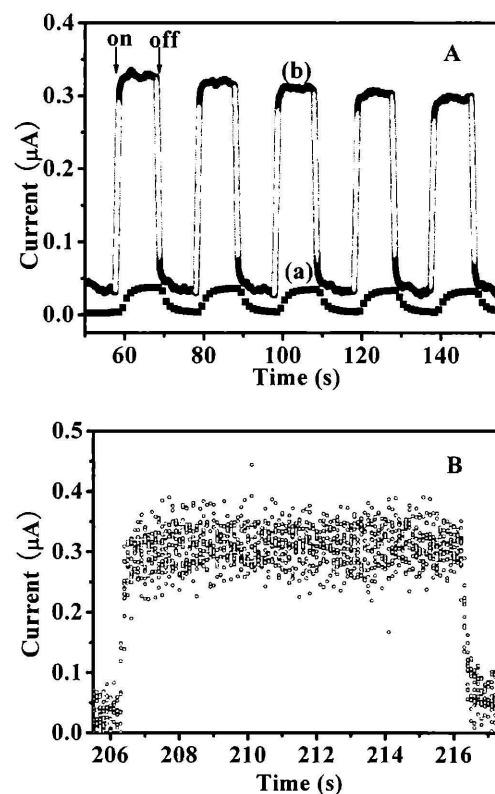 on off
A
0.4
(b)
0.3
Current (μA)
0.2
0.1
(a)
0.0
60 80 100 120 140
Time (s)
0.5
B
0.4
Current (μA)
0.3
0.2
0.1
0.0
206 208 210 212 214 216
Time (s)